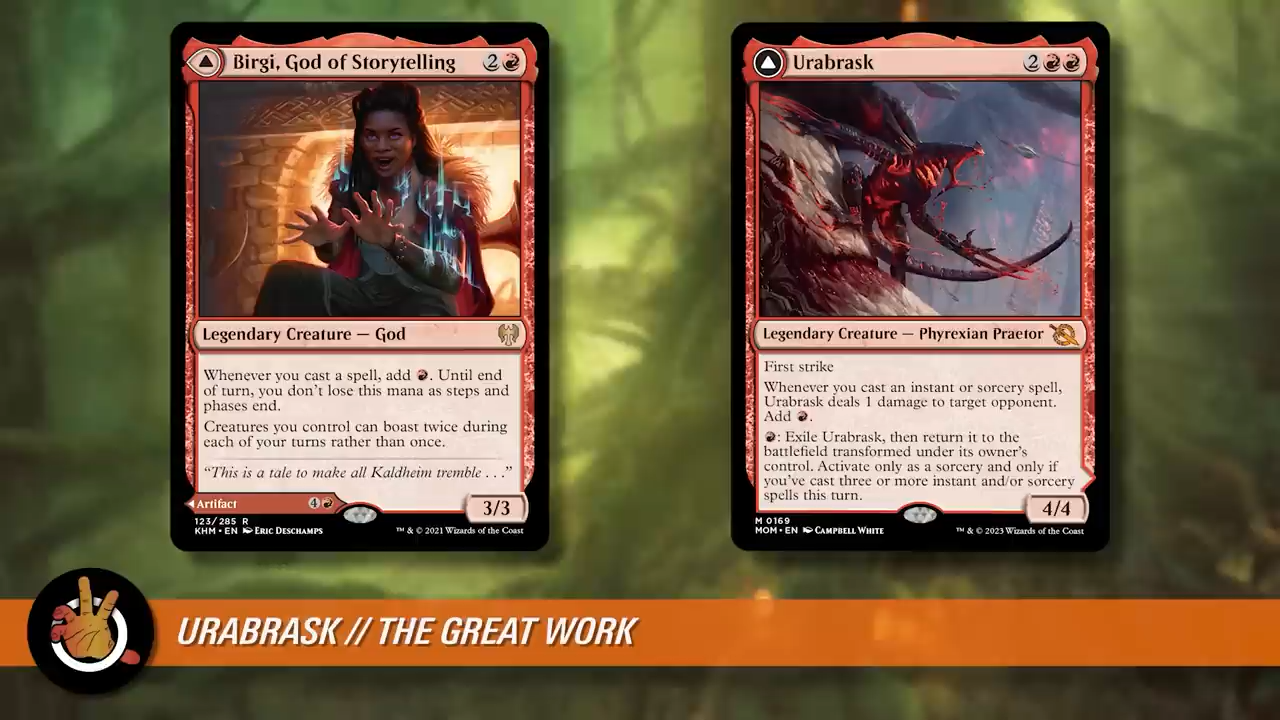 Birgi, God of Storytelling 2
Legendary Creature — God
Whenever you cast a spell, add . Until end
of turn, you don't lose this mana as steps and
phases end.
Creatures you control can boast twice during
each of your turns rather than once.
"This is a tale to make all Kaldheim tremble . . ."
Artifact 4
3/3
123/285 R
KHM • EN Eric Deschamps
™ & © 2021 Wizards of the Coast
Urabrask 2
Legendary Creature — Phyrexian Praetor
First strike
Whenever you cast an instant or sorcery spell,
Urabrask deals 1 damage to target opponent.
Add .
: Exile Urabrask, then return it to the
battlefield transformed under its owner's
control. Activate only as a sorcery and only if
you've cast three or more instant and/or sorcery
spells this turn.
4/4
M 0169
MOM • EN Campbell White
™ & © 2023 Wizards of the Coast
URABRASK // THE GREAT WORK